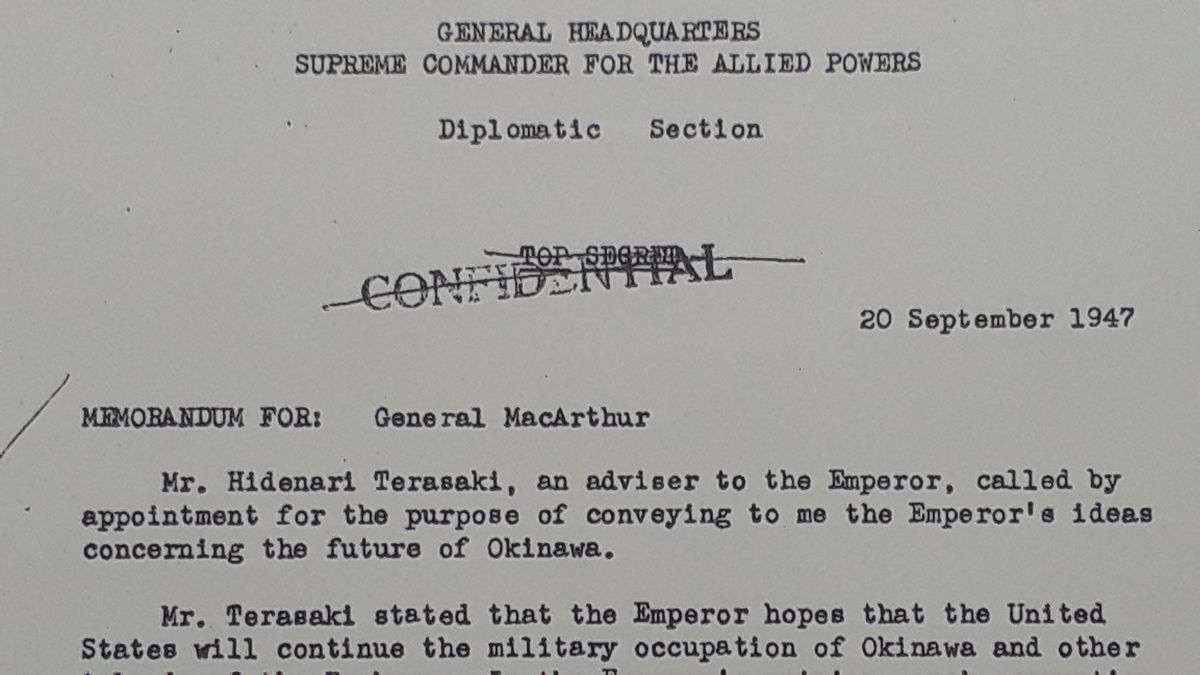 GENERAL HEADQUARTERS
SUPREME COMMANDER FOR THE ALLIED POWERS
Diplomatic Section
TOP SECRET
CONFIDENTIAL
20 September 1947
MEMORANDUM FOR: General MacArthur
Mr. Hidenari Terasaki, an adviser to the Emperor, called by
appointment for the purpose of conveying to me the Emperor's ideas
concerning the future of Okinawa.
Mr. Terasaki stated that the Emperor hopes that the United
States will continue the military occupation of Okinawa and other